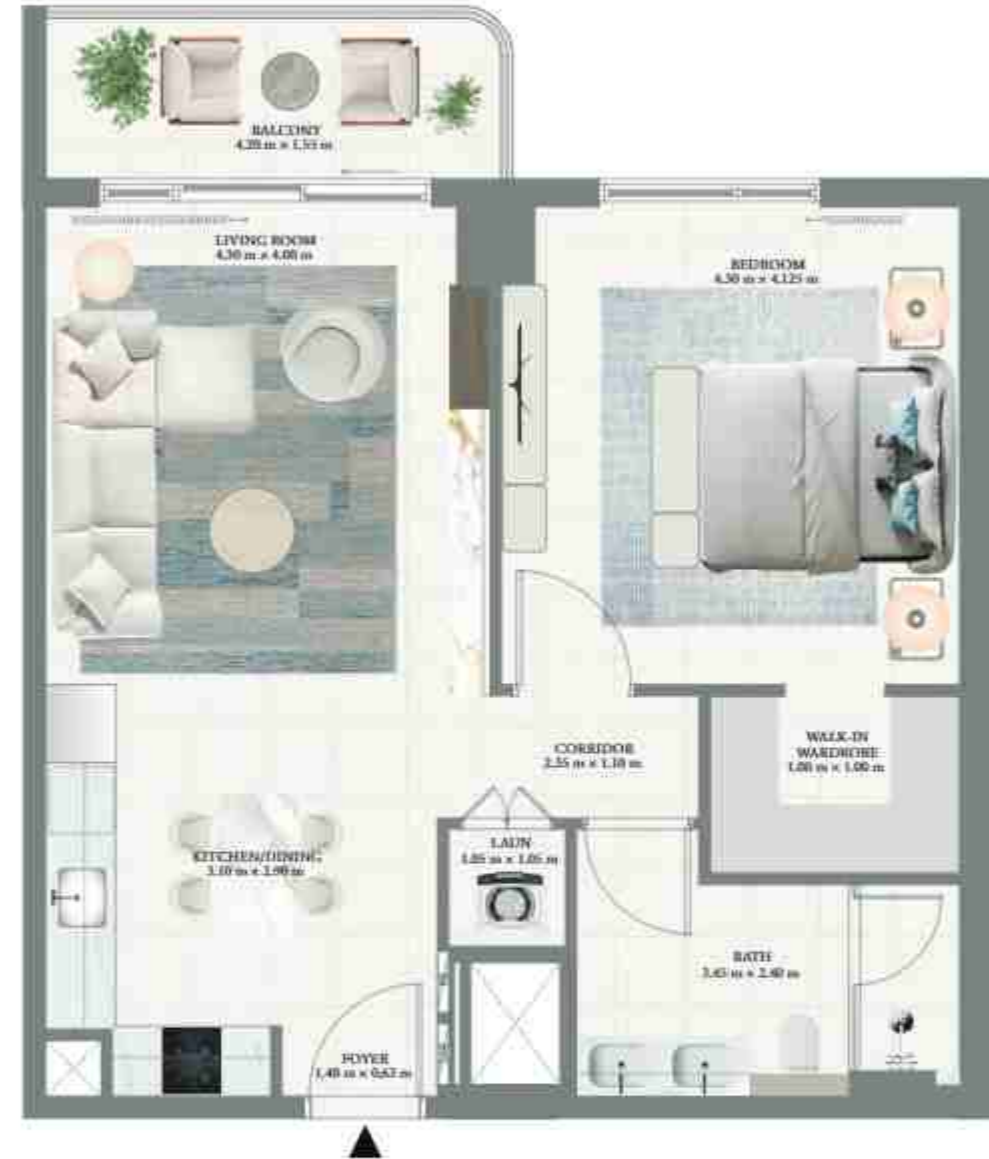 BALCONY
4.20 m x 1.55 m
LIVING ROOM
4.30 m x 4.00 m
BEDROOM
4.30 m x 4.125 m
CORRIDOR
2.35 m x 1.10 m
WALK-IN
WARDROBE
1.00 m x 1.00 m
LAUN
1.05 m x 1.05 m
KITCHEN/DINING
3.10 m x 2.90 m
BATH
3.45 m x 2.40 m
FOYER
1.40 m x 0.63 m